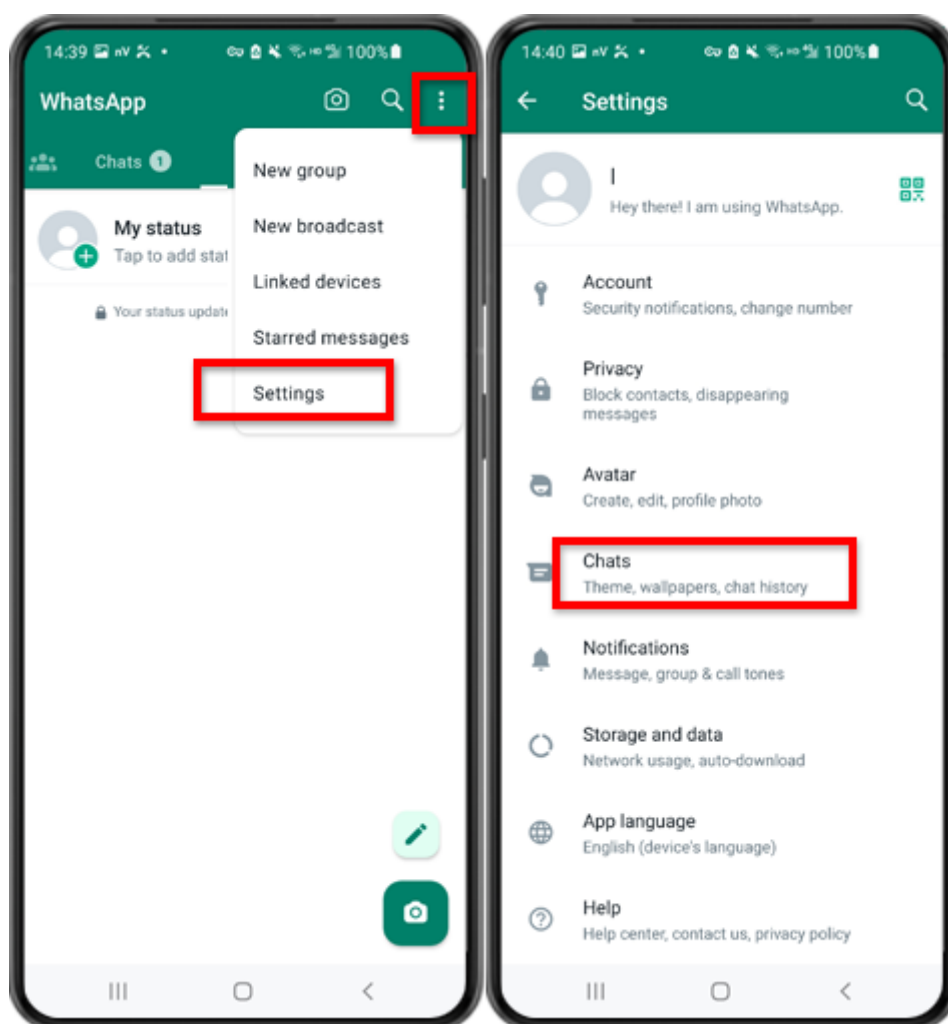 14:39
100%
WhatsApp
Chats 1
My status
Tap to add stat
Your status update
New group
New broadcast
Linked devices
Starred messages
Settings
14:40
100%
Settings
I
Hey there! I am using WhatsApp.
Account
Security notifications, change number
Privacy
Block contacts, disappearing
messages
Avatar
Create, edit, profile photo
Chats
Theme, wallpapers, chat history
Notifications
Message, group & call tones
Storage and data
Network usage, auto-download
App language
English (device's language)
Help
Help center, contact us, privacy policy